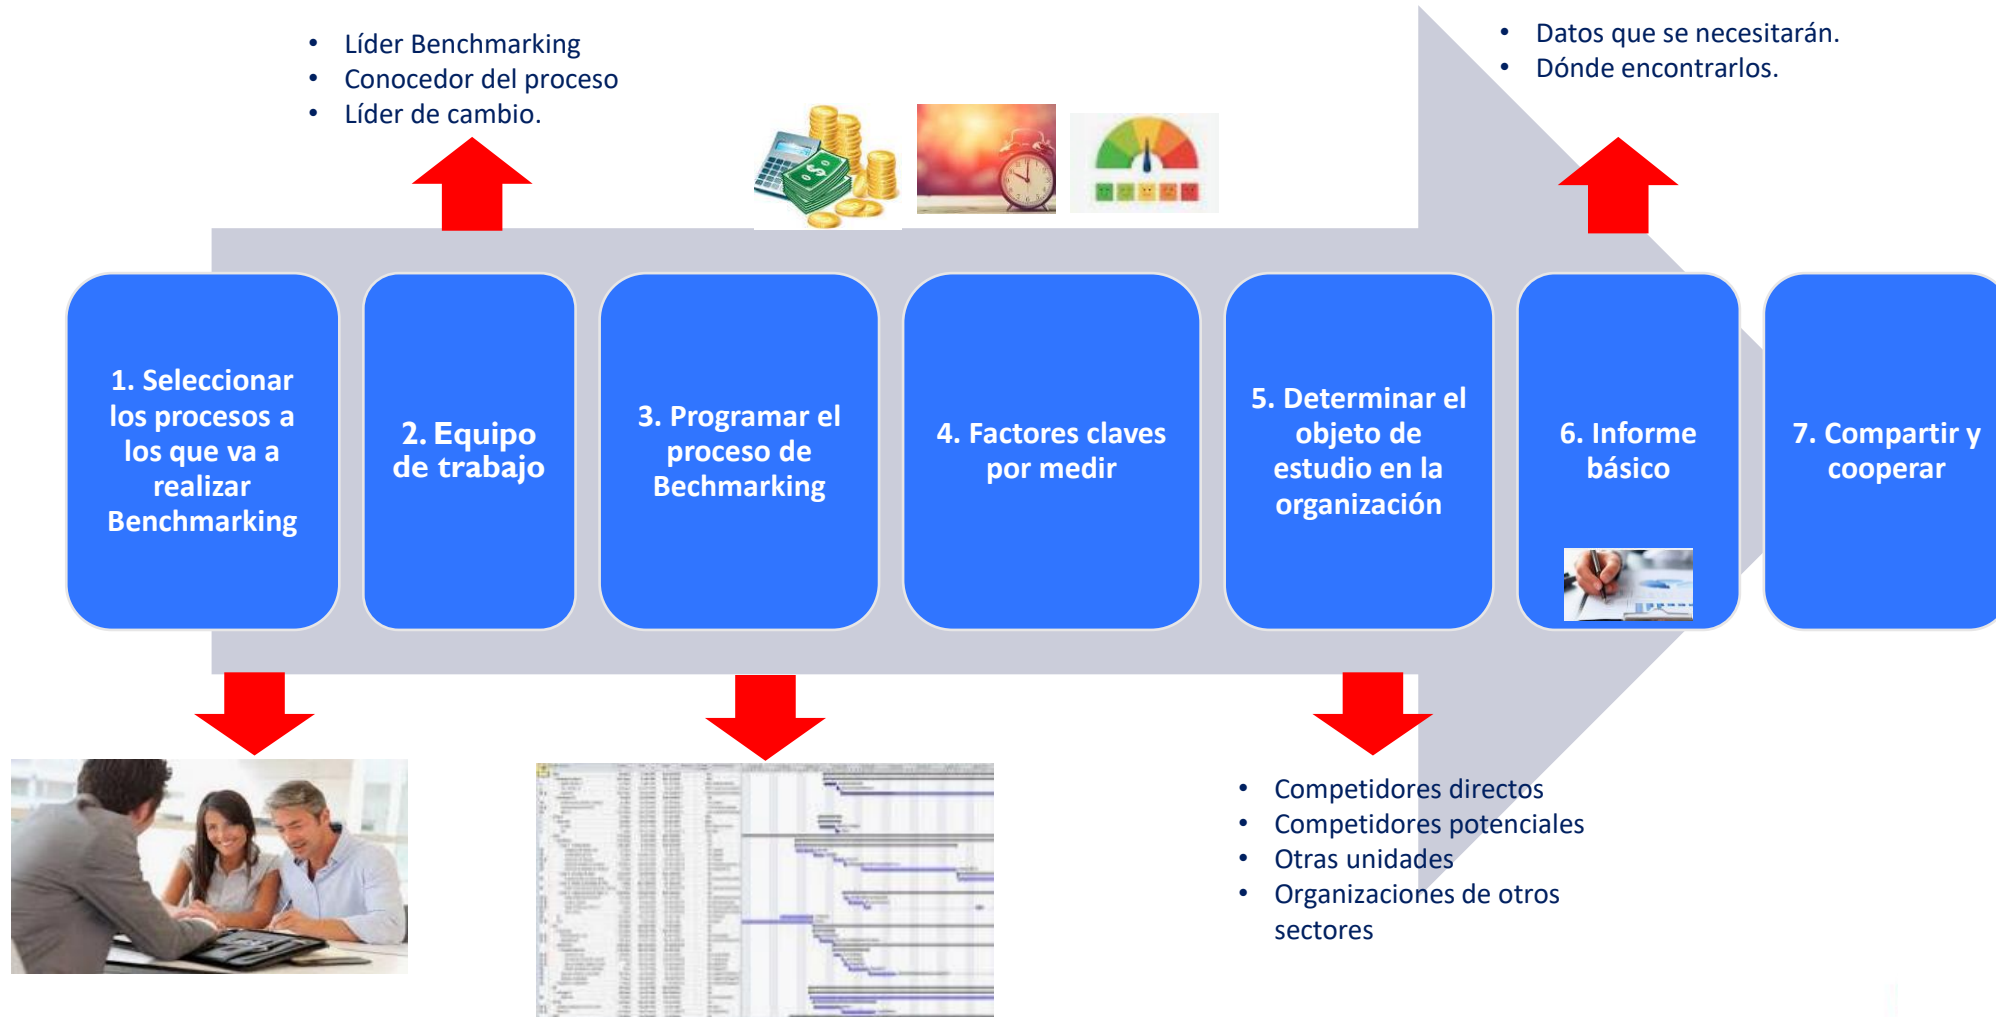 • Líder Benchmarking
• Conocedor del proceso
• Líder de cambio.
• Datos que se necesitarán.
• Dónde encontrarlos.
1. Seleccionar
los procesos a
los que va a
realizar
Benchmarking
2. Equipo
de trabajo
3. Programar el
proceso de
Bechmarking
4. Factores claves
por medir
5. Determinar el
objeto de
estudio en la
organización
6. Informe
básico
7. Compartir y
cooperar
• Competidores directos
• Competidores potenciales
• Otras unidades
• Organizaciones de otros
sectores